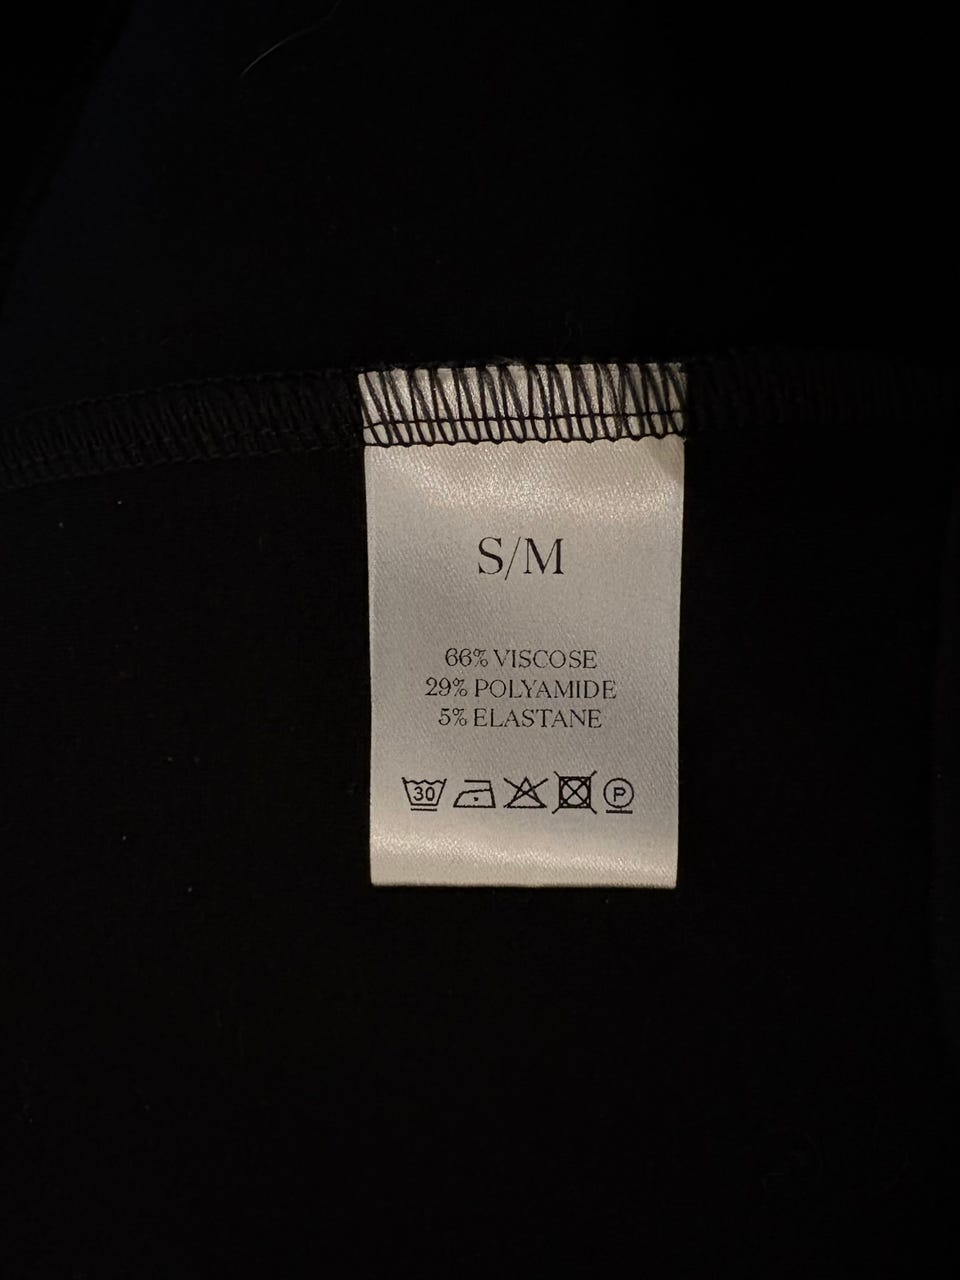 S/M
66% VISCOSE
29% POLYAMIDE
5% ELASTANE
30 P